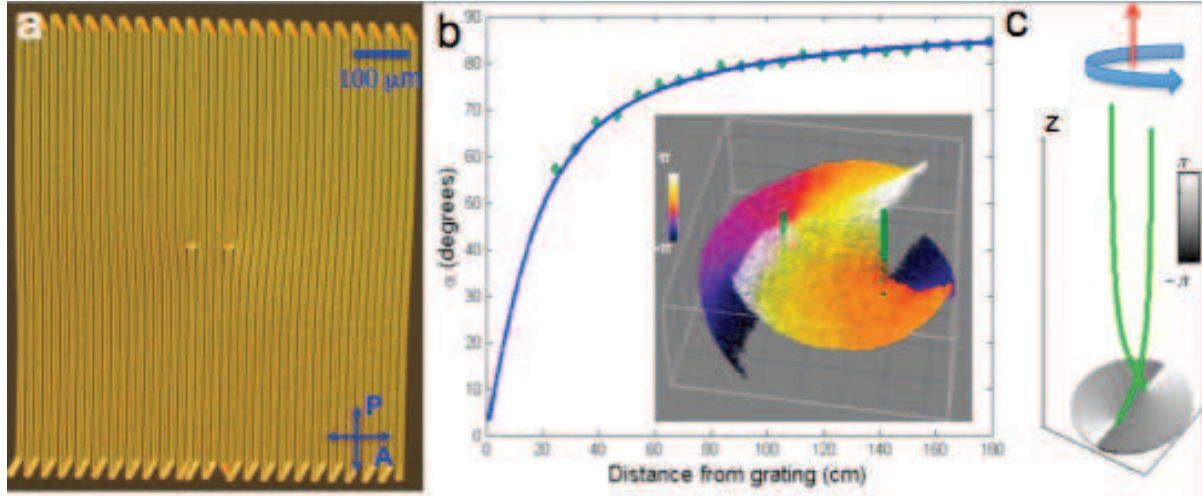 a
100 μm
P
A
b
90
80
70
60
50
40
30
20
10
0
α (degrees)
0 20 40 60 80 100 120 140 160 180
Distance from grating (cm)
π
-π
c
z
π
-π